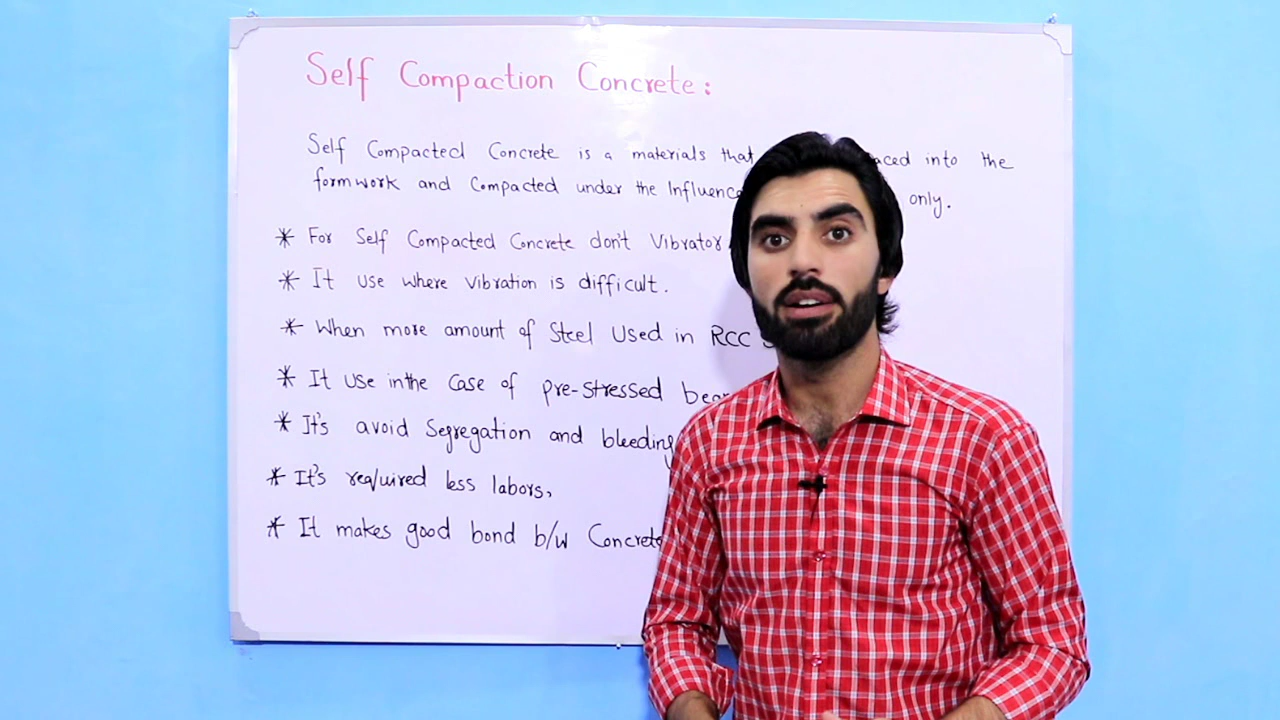 Self Compaction Concrete:
Self Compacted Concrete is a materials that aced into the
formwork and Compacted under the Influence only.
* For Self Compacted Concrete don't Vibrator
* It use where vibration is difficult.
* When more amount of Steel Used in RCC
* It use in the Case of pre-stressed
* It's avoid Segregation and bleeding
* It's required less labors,
* It makes good bond b/w Concrete